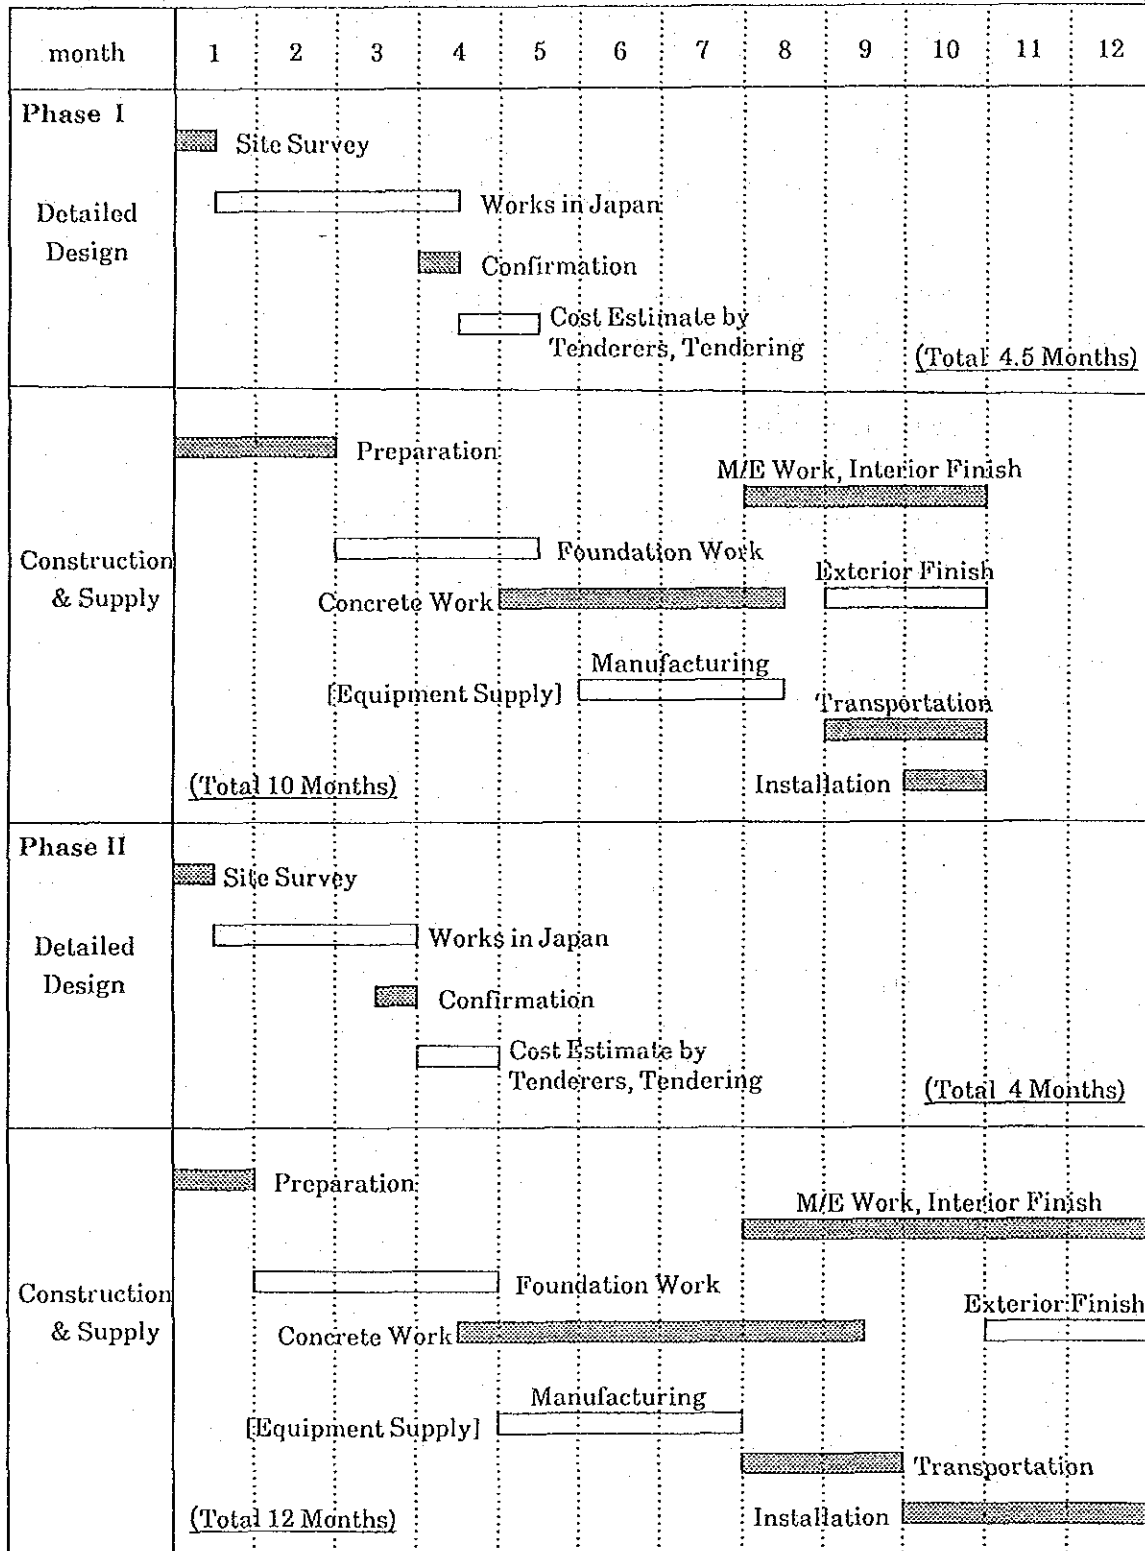 month 1 2 3 4 5 6 7 8 9 10 11 12
Phase I
Site Survey
Works in Japan
Detailed
Design
Confirmation
Cost Estimate by
Tenderers, Tendering
(Total 4.5 Months)
Preparation
M/E Work, Interior Finish
Foundation Work
Construction
& Supply
Exterior Finish
Concrete Work
Manufacturing
[Equipment Supply]
Transportation
(Total 10 Months)
Installation
Phase II
Site Survey
Works in Japan
Detailed
Design
Confirmation
Cost Estimate by
Tenderers, Tendering
(Total 4 Months)
Preparation
M/E Work, Interior Finish
Foundation Work
Construction
& Supply
Exterior Finish
Concrete Work
Manufacturing
[Equipment Supply]
Transportation
(Total 12 Months)
Installation